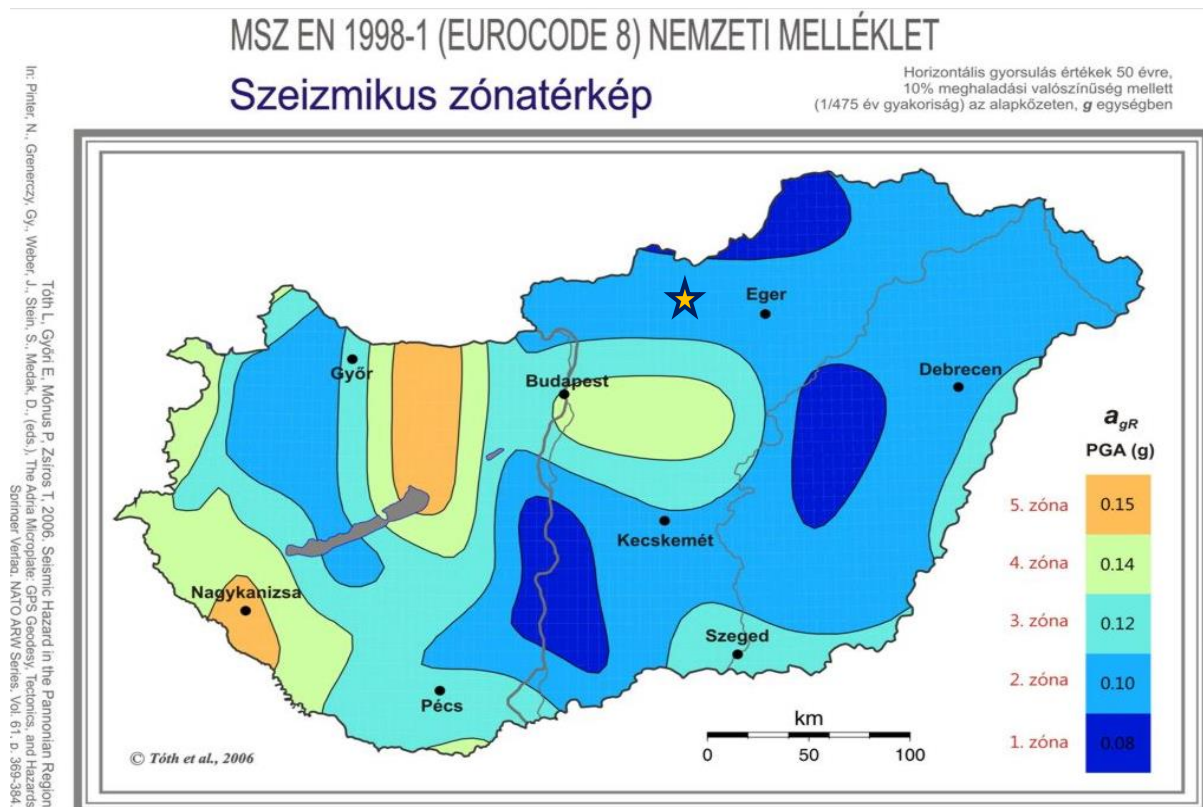 MSZ EN 1998-1 (EUROCODE 8) NEMZETI MELLÉKLET
Szeizmikus zónatérkép
Horizontális gyorsulás értékek 50 évre,
10% meghaladási valószínűség mellett
(1/475 év gyakoriság) az alapkőzeten, g egységben
Tóth L, Győri E, Mónus P, Zsiros T, 2006. Seismic Hazard in the Pannonian Region
In: Pinter, N., Grenerczy, Gy., Weber, J., Stein, S., Medak, D., (eds.), The Adria Microplate: GPS Geodesy, Tectonics, and Hazards
Springer Verlag, NATO ARW Series, Vol. 61, p. 369-384.
Eger
Győr
Budapest
Debrecen
Kecskemét
Nagykanizsa
Szeged
Pécs
agR
PGA (g)
5. zóna 0.15
4. zóna 0.14
3. zóna 0.12
2. zóna 0.10
1. zóna 0.08
km
0 50 100
© Tóth et al., 2006